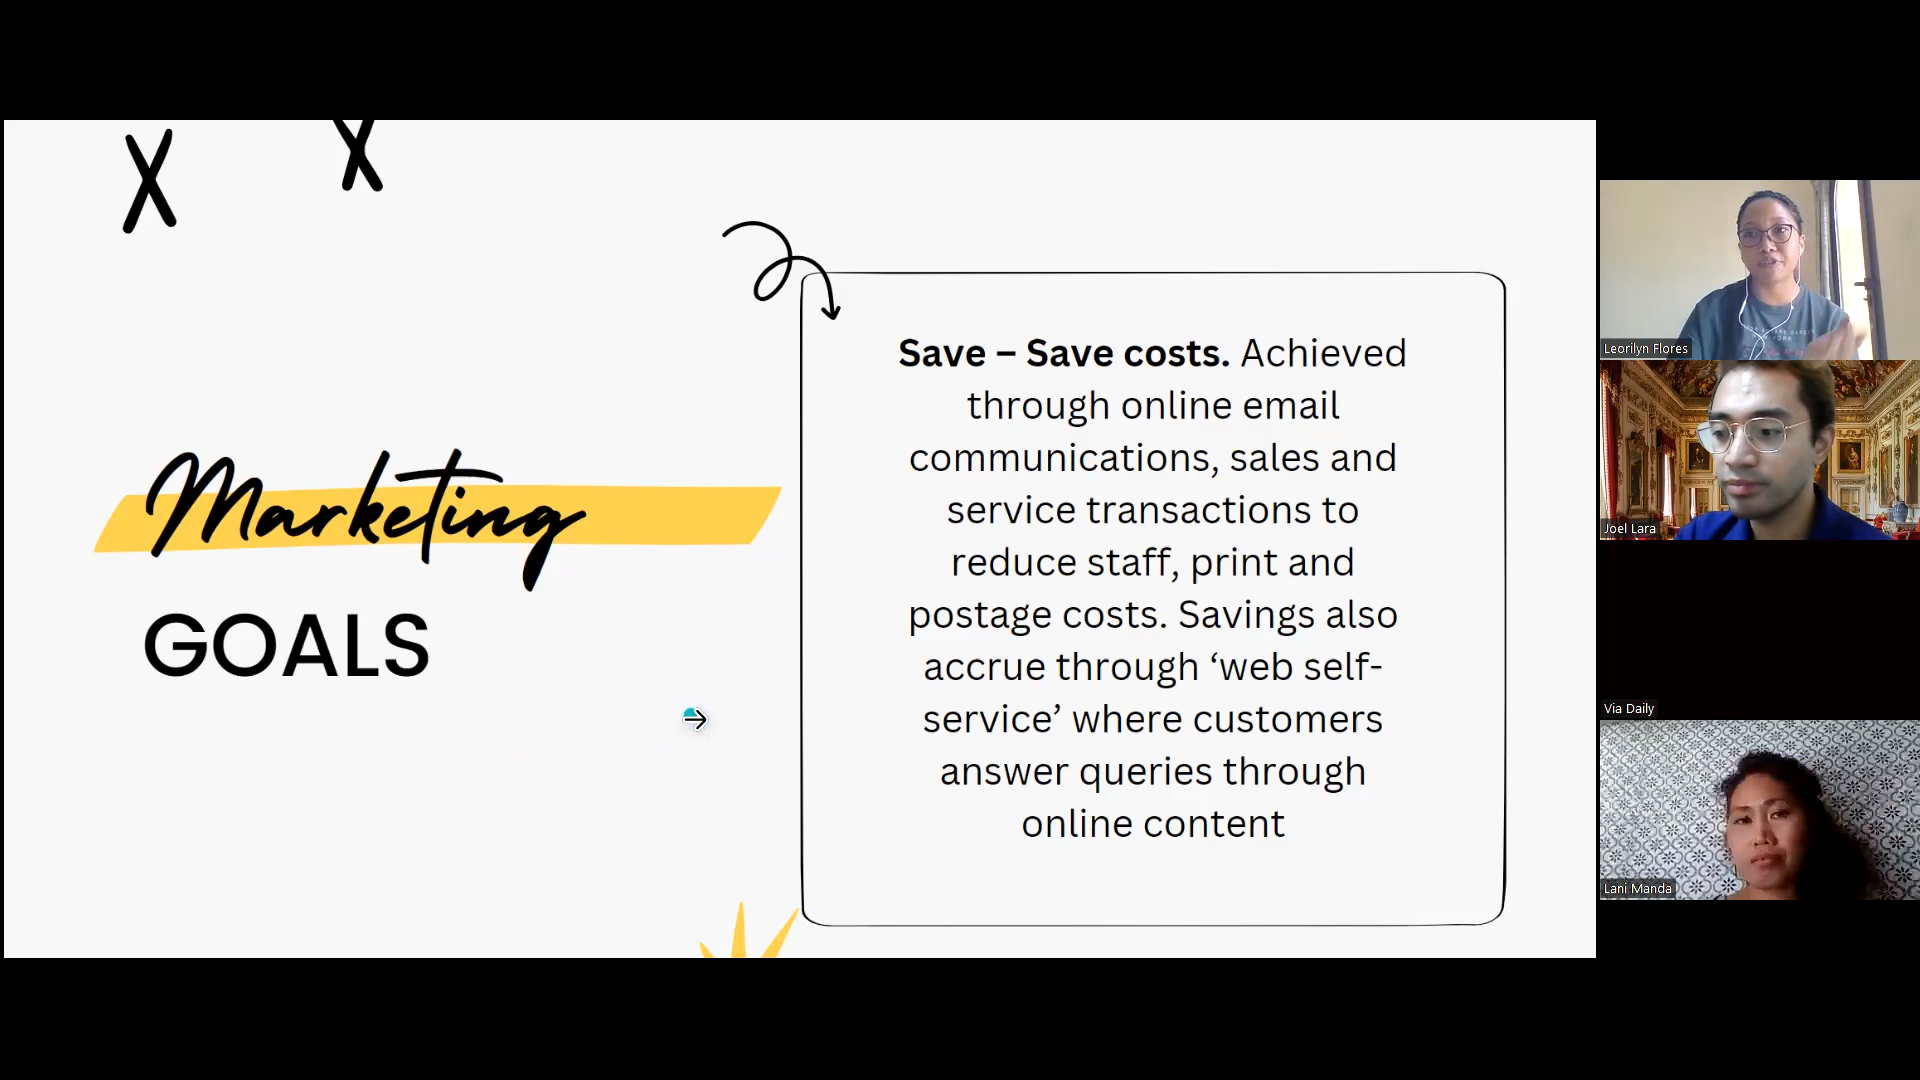 Marketing
GOALS
Save – Save costs. Achieved
through online email
communications, sales and
service transactions to
reduce staff, print and
postage costs. Savings also
accrue through ‘web self-
service’ where customers
answer queries through
online content
Leorilyn Flores
Joel Lara
Via Daily
Lani Manda